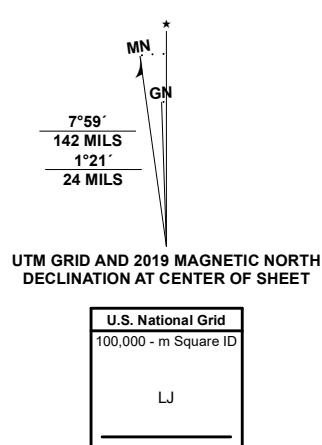 ★
MN
GN
7°59´
142 MILS
1°21´
24 MILS
UTM GRID AND 2019 MAGNETIC NORTH
DECLINATION AT CENTER OF SHEET
U.S. National Grid
100,000 - m Square ID
LJ